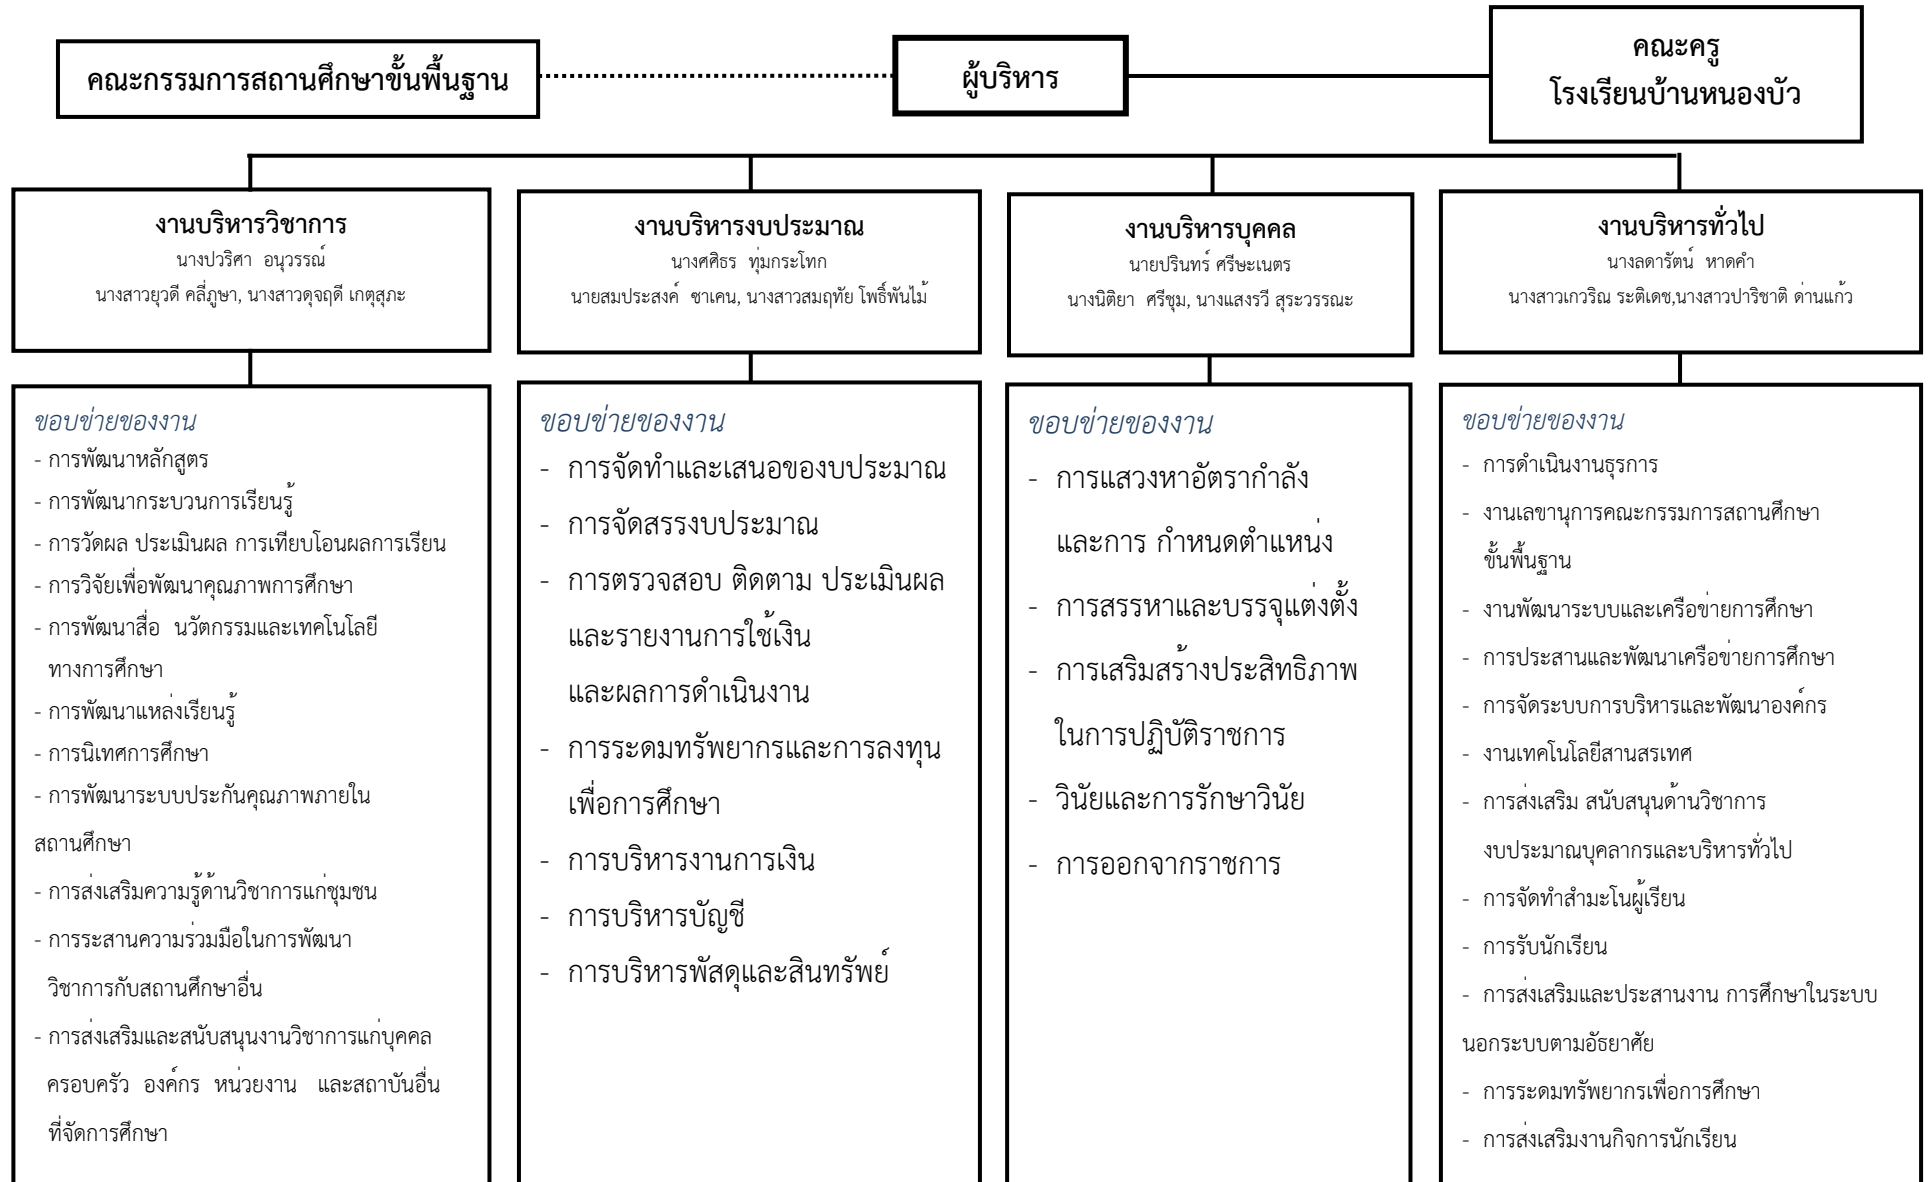 คณะกรรมการสถานศึกษาขั้นพื้นฐาน
ผู้บริหาร
คณะครู
โรงเรียนบ้านหนองบัว
งานบริหารวิชาการ
นางปวริศา อนุวรรณ์
นางสาวยุวดี คลี่ภูษา, นางสาวดุจฤดี เกตุสุภะ
งานบริหารงบประมาณ
นางศศิธร ทุ่มกระโทก
นายสมประสงค์ ซาเคน, นางสาวสมฤทัย โพธิ์พันไม้
งานบริหารบุคคล
นายปรินทร์ ศรีษะเนตร
นางนิติยา ศรีชุม, นางแสงรวี สุระวรรณะ
งานบริหารทั่วไป
นางลดารัตน์ หาดคำ
นางสาวเกวริณ ระติเดช,นางสาวปาริชาติ ด่านแก้ว
ขอบข่ายของงาน
- การพัฒนาหลักสูตร
- การพัฒนากระบวนการเรียนรู้
- การวัดผล ประเมินผล การเทียบโอนผลการเรียน
- การวิจัยเพื่อพัฒนาคุณภาพการศึกษา
- การพัฒนาสื่อ นวัตกรรมและเทคโนโลยี
ทางการศึกษา
- การพัฒนาแหล่งเรียนรู้
- การนิเทศการศึกษา
- การพัฒนาระบบประกันคุณภาพภายใน
สถานศึกษา
- การส่งเสริมความรู้ด้านวิชาการแก่ชุมชน
- การระสานความร่วมมือในการพัฒนา
วิชาการกับสถานศึกษาอื่น
- การส่งเสริมและสนับสนุนงานวิชาการแก่บุคคล
ครอบครัว องค์กร หน่วยงาน และสถาบันอื่น
ที่จัดการศึกษา
ขอบข่ายของงาน
- การจัดทำและเสนอของบประมาณ
- การจัดสรรงบประมาณ
- การตรวจสอบ ติดตาม ประเมินผล
และรายงานการใช้เงิน
และผลการดำเนินงาน
- การระดมทรัพยากรและการลงทุน
เพื่อการศึกษา
- การบริหารงานการเงิน
- การบริหารบัญชี
- การบริหารพัสดุและสินทรัพย์
ขอบข่ายของงาน
- การแสวงหาอัตรากำลัง
และการ กำหนดตำแหน่ง
- การสรรหาและบรรจุแต่งตั้ง
- การเสริมสร้างประสิทธิภาพ
ในการปฏิบัติราชการ
- วินัยและการรักษาวินัย
- การออกจากราชการ
ขอบข่ายของงาน
- การดำเนินงานธุรการ
- งานเลขานุการคณะกรรมการสถานศึกษา
ขั้นพื้นฐาน
- งานพัฒนาระบบและเครือข่ายการศึกษา
- การประสานและพัฒนาเครือข่ายการศึกษา
- การจัดระบบการบริหารและพัฒนาองค์กร
- งานเทคโนโลยีสานสรเทศ
- การส่งเสริม สนับสนุนด้านวิชาการ
งบประมาณบุคลากรและบริหารทั่วไป
- การจัดทำสำมะโนผู้เรียน
- การรับนักเรียน
- การส่งเสริมและประสานงาน การศึกษาในระบบ
นอกระบบตามอัธยาศัย
- การระดมทรัพยากรเพื่อการศึกษา
- การส่งเสริมงานกิจการนักเรียน